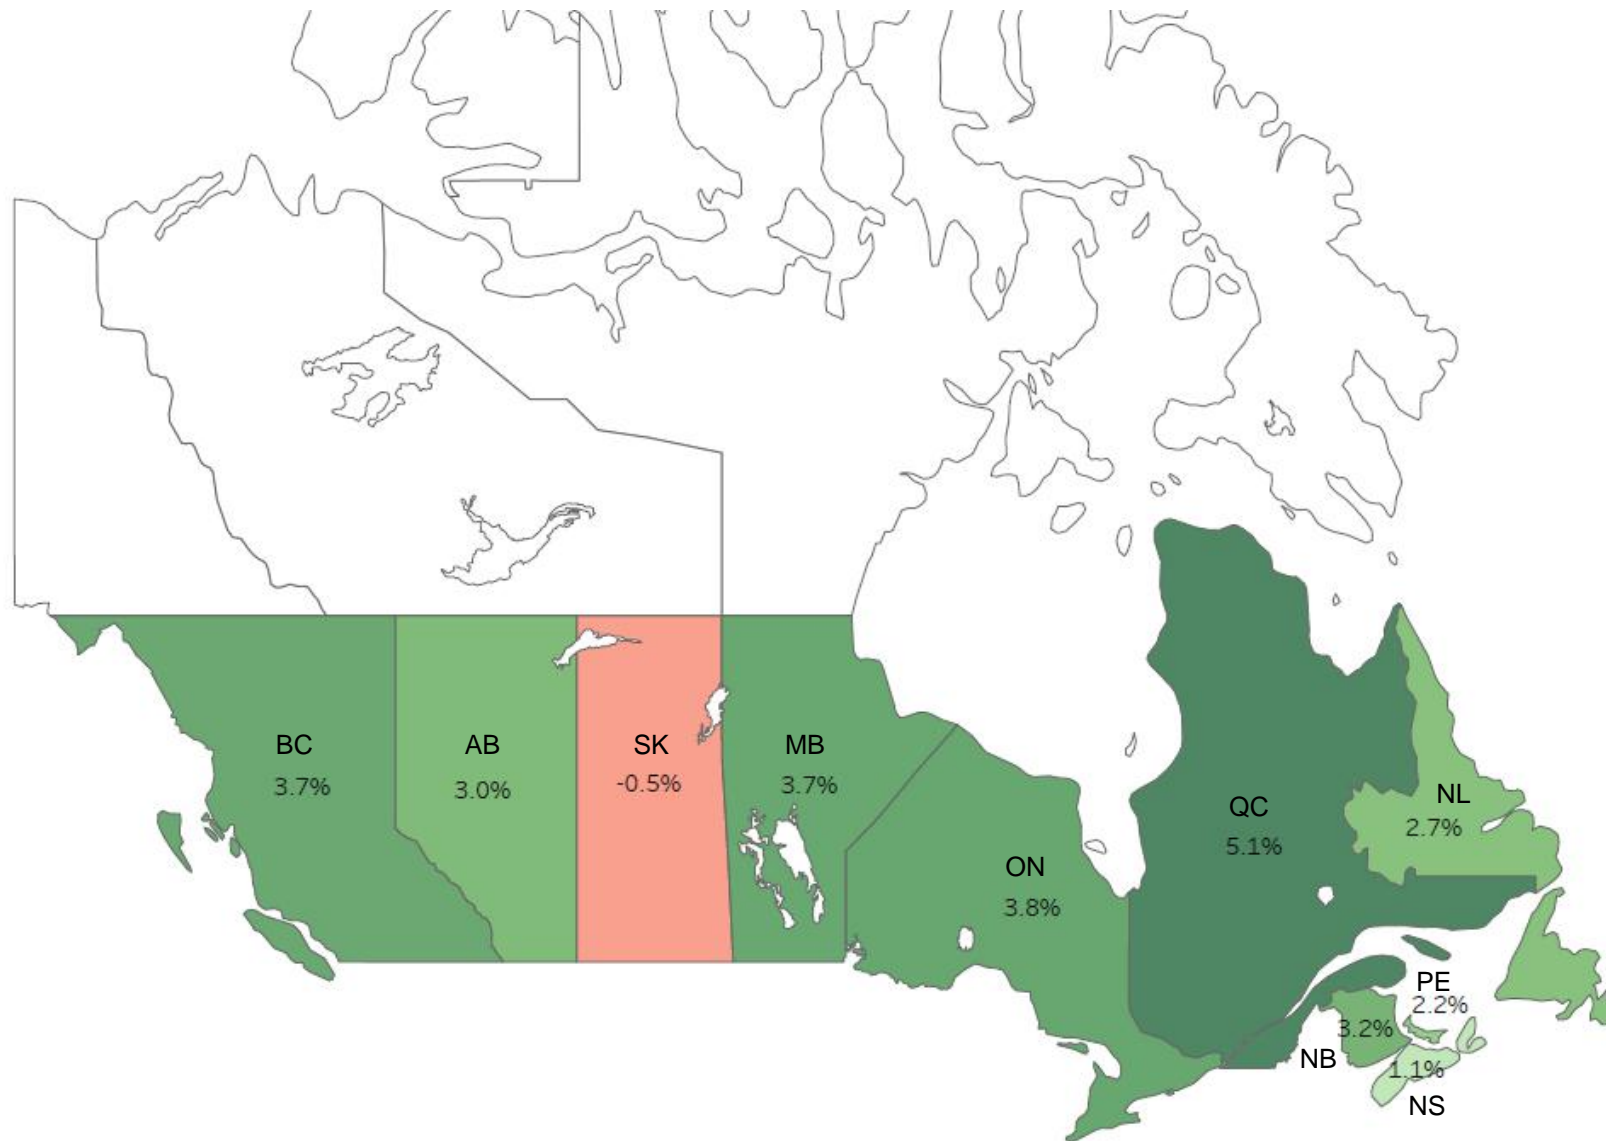 BC
3.7%
AB
3.0%
SK
-0.5%
MB
3.7%
ON
3.8%
QC
5.1%
NL
2.7%
PE
2.2%
3.2%
NB
1.1%
NS